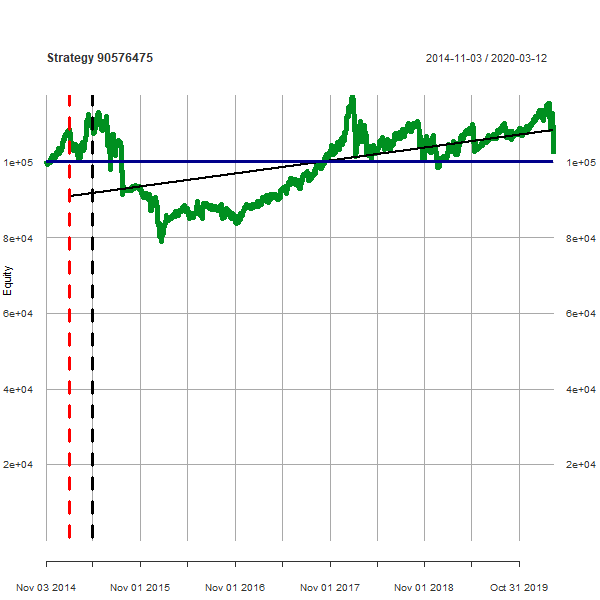 Strategy 90576475
2014-11-03 / 2020-03-12
1e+05
1e+05
8e+04
8e+04
Equity
6e+04
6e+04
4e+04
4e+04
2e+04
2e+04
Nov 03 2014
Nov 01 2015
Nov 01 2016
Nov 01 2017
Nov 01 2018
Oct 31 2019